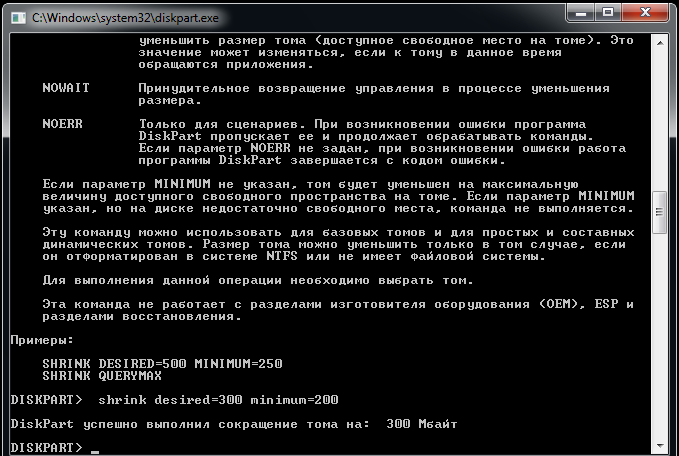 C:\Windows\system32\diskpart.exe
уменьшить размер тома (доступное свободное место на томе). Это
значение может изменяться, если к тому в данное время
обращаются приложения.
NOWAIT Принудительное возвращение управления в процессе уменьшения
размера.
NOERR Только для сценариев. При возникновении ошибки программа
DiskPart пропускает ее и продолжает обрабатывать команды.
Если параметр NOERR не задан, при возникновении ошибки работа
программы DiskPart завершается с кодом ошибки.
Если параметр MINIMUM не указан, том будет уменьшен на максимальную
величину доступного свободного пространства на томе. Если параметр MINIMUM
указан, но на диске недостаточно свободного места, команда не выполняется.
Эту команду можно использовать для базовых томов и для простых и составных
динамических томов. Размер тома можно уменьшить только в том случае, если
он отформатирован в системе NTFS или не имеет файловой системы.
Для выполнения данной операции необходимо выбрать том.
Эта команда не работает с разделами изготовителя оборудования (OEM), ESP и
разделами восстановления.
Примеры:
SHRINK DESIRED=500 MINIMUM=250
SHRINK QUERYMAX
DISKPART> shrink desired=300 minimum=200
DiskPart успешно выполнил сокращение тома на: 300 Мбайт
DISKPART> _